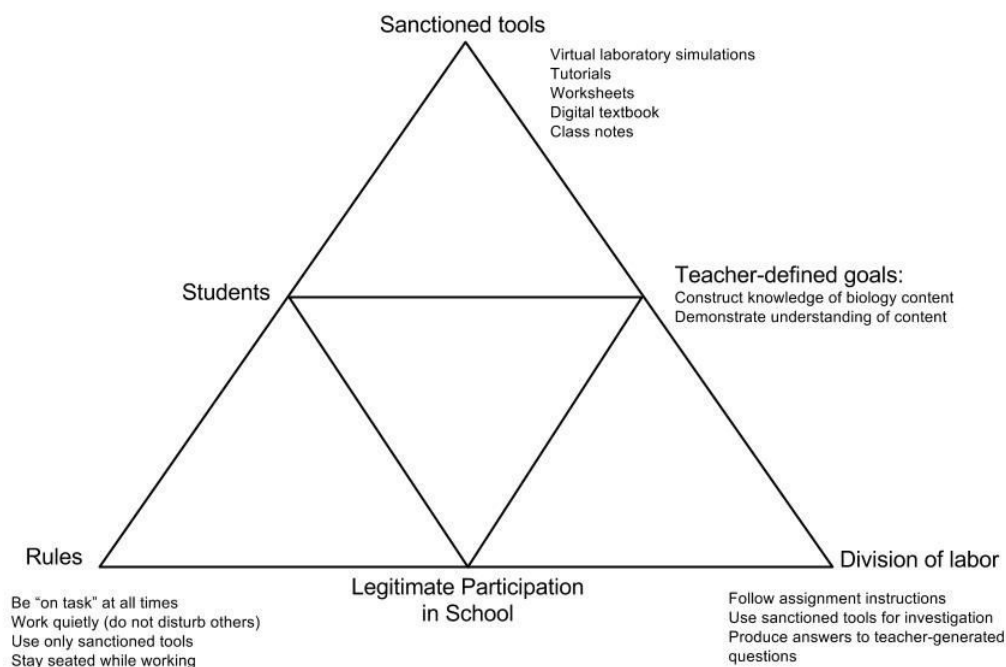 Sanctioned tools
Virtual laboratory simulations
Tutorials
Worksheets
Digital textbook
Class notes
Students
Teacher-defined goals:
Construct knowledge of biology content
Demonstrate understanding of content
Rules
Be “on task” at all times
Work quietly (do not disturb others)
Use only sanctioned tools
Stay seated while working
Legitimate Participation
in School
Division of labor
Follow assignment instructions
Use sanctioned tools for investigation
Produce answers to teacher-generated
questions